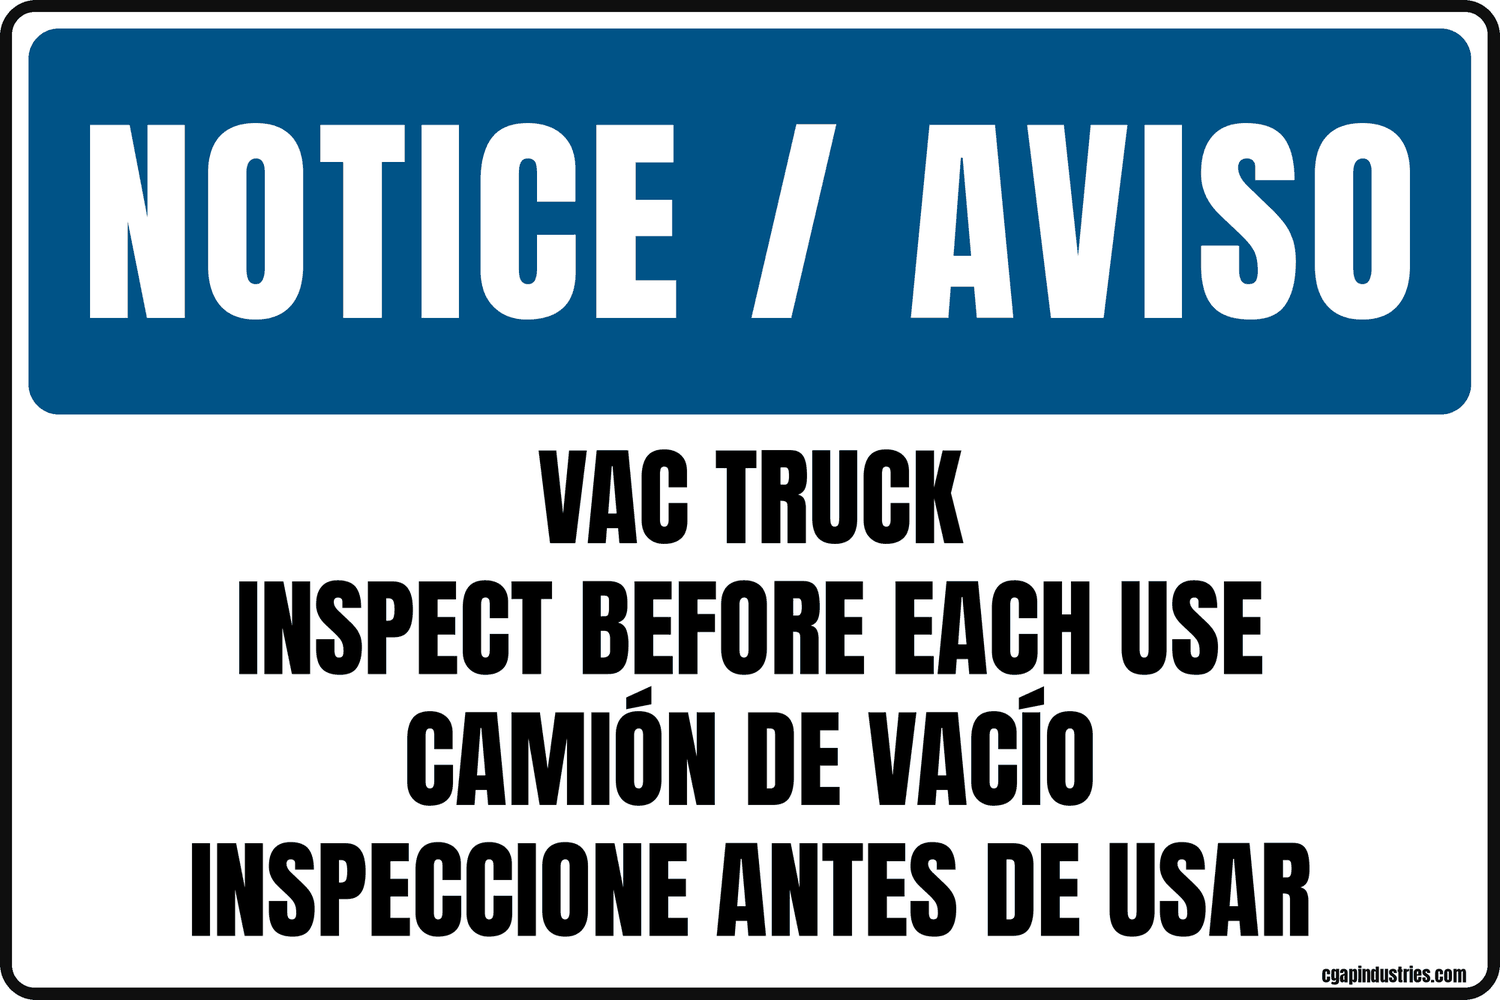 NOTICE / AVISO
VAC TRUCK
INSPECT BEFORE EACH USE
CAMIÓN DE VACÍO
INSPECCIONE ANTES DE USAR
cgapindustries.com